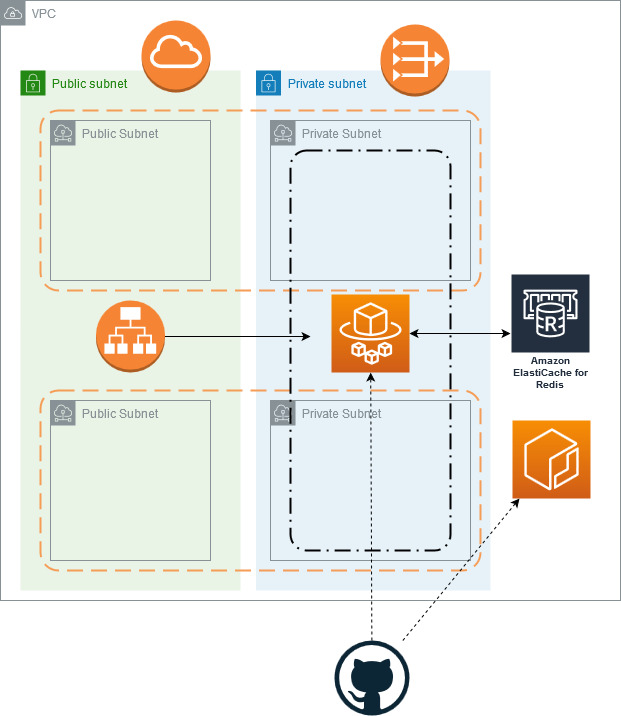 VPC
Public subnet
Private subnet
Public Subnet
Private Subnet
R
Amazon
ElastiCache for
Redis
Public Subnet
Private Subnet